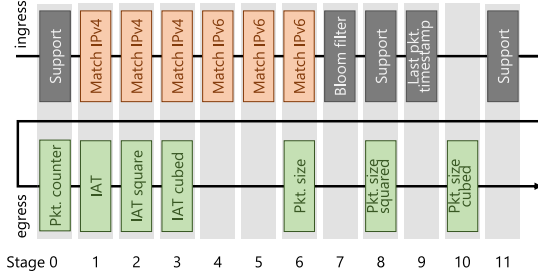 ingress
Support
Match IPv4
Match IPv4
Match IPv4
Match IPv6
Match IPv6
Match IPv6
Bloom filter
Support
Last pkt.
timestamp
Support
egress
Pkt. counter
IAT
IAT square
IAT cubed
Pkt. size
Pkt. size
squared
Pkt, size
cubed
Stage 0 1 2 3 4 5 6 7 8 9 10 11